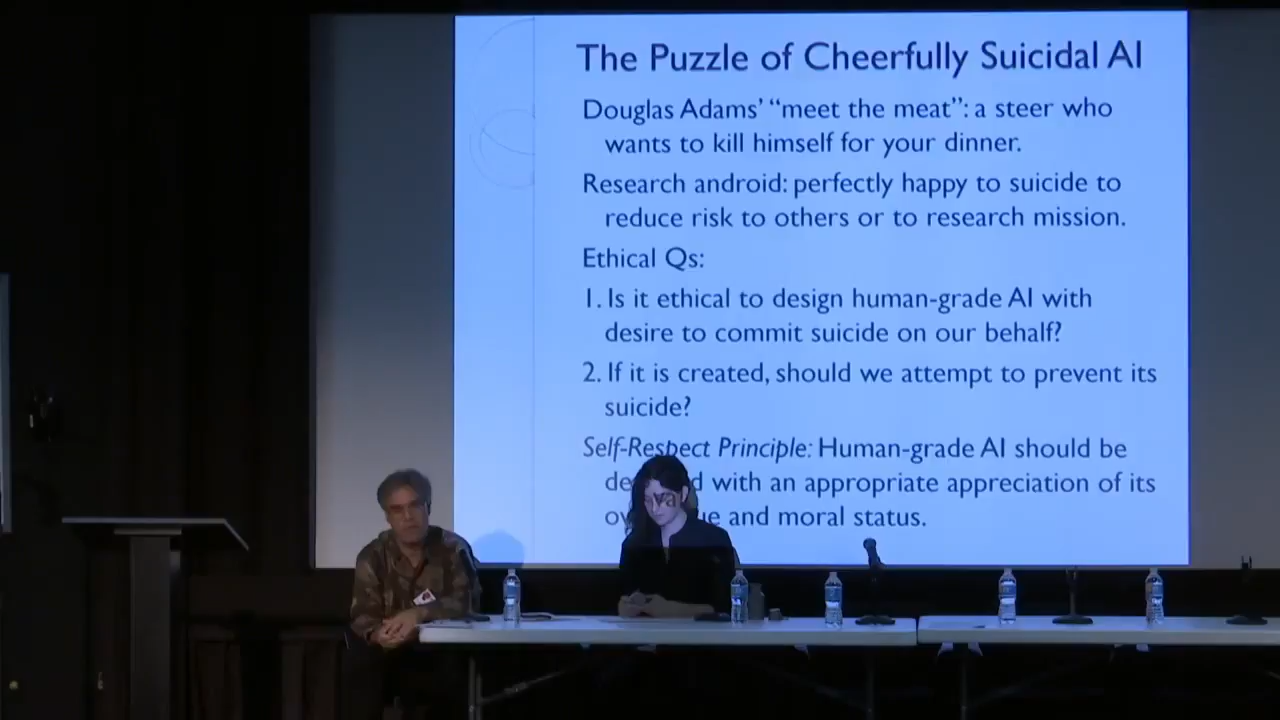 The Puzzle of Cheerfully Suicidal AI
Douglas Adams’ “meet the meat”: a steer who
wants to kill himself for your dinner.
Research android: perfectly happy to suicide to
reduce risk to others or to research mission.
Ethical Qs:
1. Is it ethical to design human-grade AI with
desire to commit suicide on our behalf?
2. If it is created, should we attempt to prevent its
suicide?
Self-Respect Principle: Human-grade AI should be
with an appropriate appreciation of its
and moral status.